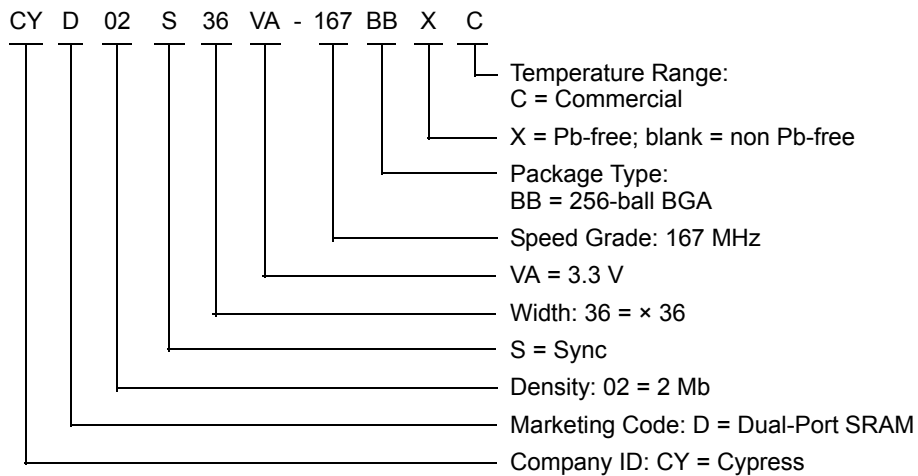 CY D 02 S 36 VA - 167 BB X C
Temperature Range:
C = Commercial
X = Pb-free; blank = non Pb-free
Package Type:
BB = 256-ball BGA
Speed Grade: 167 MHz
VA = 3.3 V
Width: 36 = × 36
S = Sync
Density: 02 = 2 Mb
Marketing Code: D = Dual-Port SRAM
Company ID: CY = Cypress